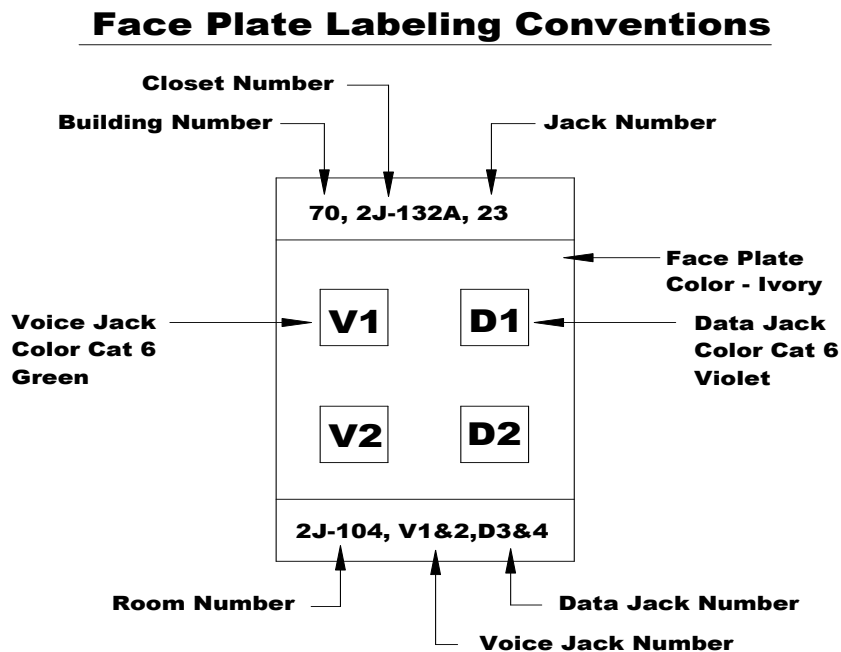 Face Plate Labeling Conventions
Closet Number
Building Number
Jack Number
70, 2J-132A, 23
Face Plate
Color - Ivory
Voice Jack
Color Cat 6
Green
V1
D1
Data Jack
Color Cat 6
Violet
V2
D2
2J-104, V1&2,D3&4
Room Number
Data Jack Number
Voice Jack Number